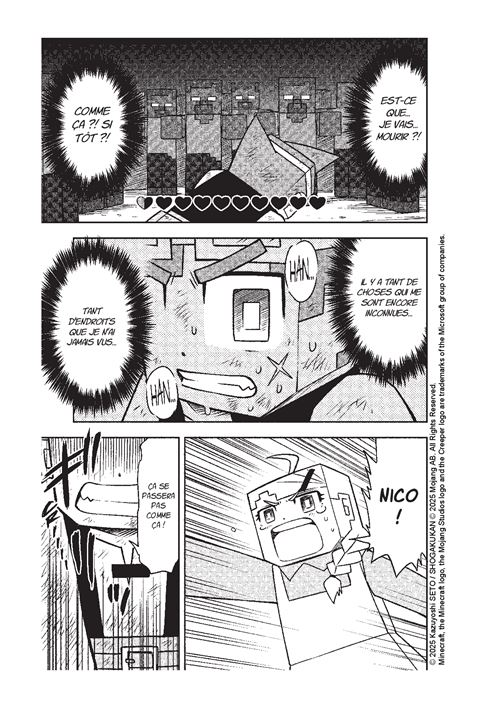 EST-CE
QUE...
JE VAIS...
MOURIR ?!
COMME
ÇA ?! SI
TÔT ?!
HAN...
IL Y A TANT DE
CHOSES QUI ME
SONT ENCORE
INCONNUES...
TANT
D'ENDROITS
QUE JE N'AI
JAMAIS VUS...
HAN...
NICO
!
ÇA SE
PASSERA
PAS
COMME
ÇA !
© 2025 Kazuyoshi SETO / SHOGAKUKAN © 2025 Mojang AB. All Rights Reserved.
Minecraft, the Minecraft logo, the Mojang Studios logo and the Creeper logo are trademarks of the Microsoft group of companies.